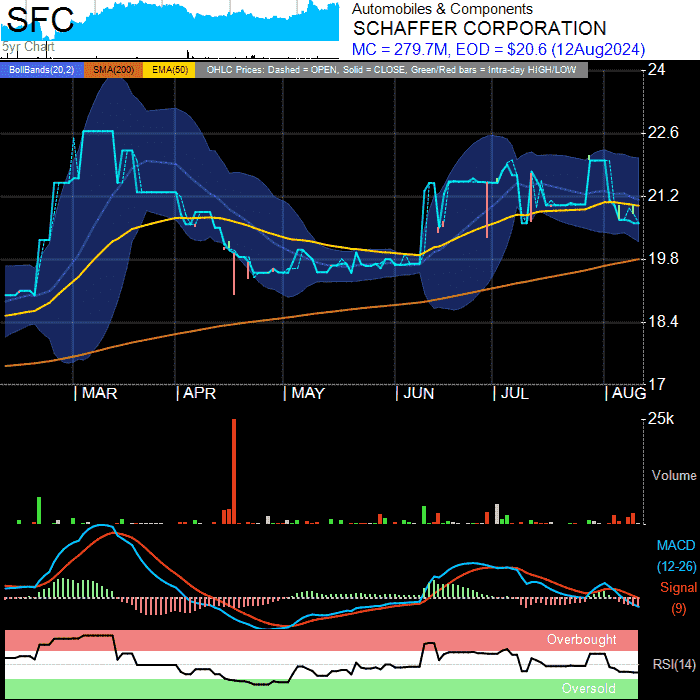 SFC
5yr Chart
Automobiles & Components
SCHAFFER CORPORATION
MC = 279.7M, EOD = $20.6 (12Aug2024)
BollBands(20,2) SMA(200) EMA(50) OHLC Prices: Dashed = OPEN, Solid = CLOSE, Green/Red bars = Intra-day HIGH/LOW
24
22.6
21.2
19.8
18.4
17
MAR APR MAY JUN JUL AUG
25k
Volume
MACD
(12-26)
Signal
(9)
Overbought
RSI(14)
Oversold